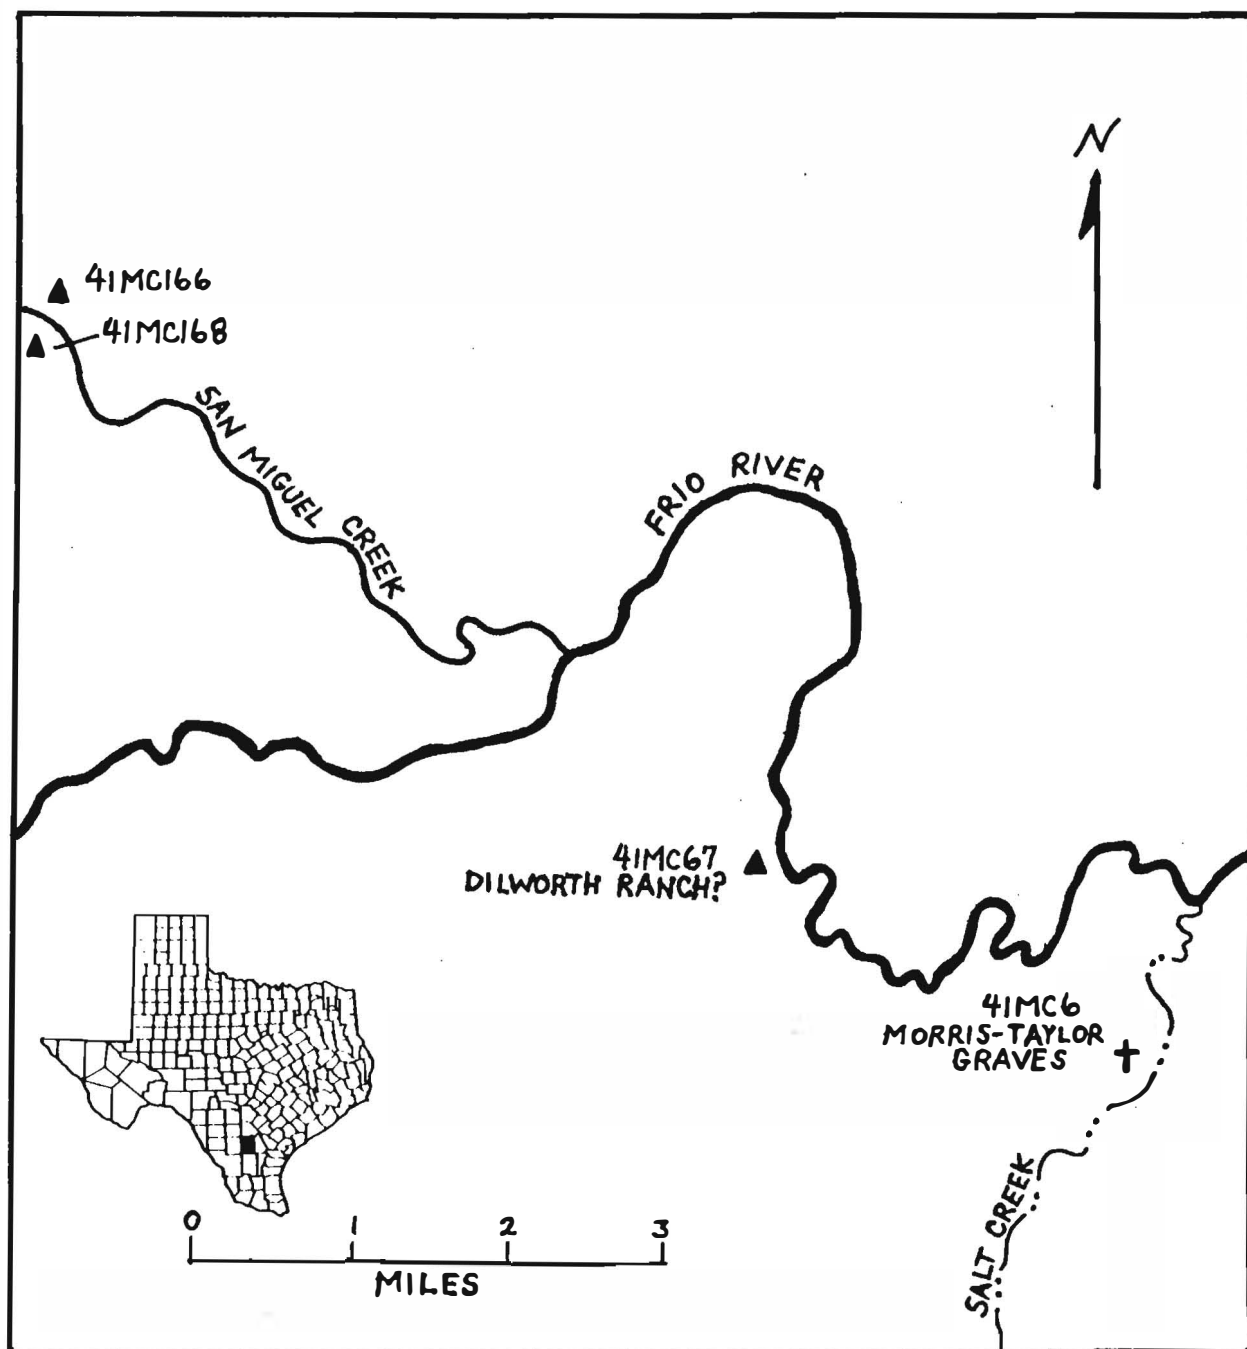 N
41MC166
41MC168
SAN MIGUEL CREEK
FRIO RIVER
41MC67
DILWORTH RANCH?
41MC6
MORRIS-TAYLOR
GRAVES
SALT CREEK
0 1 2 3
MILES